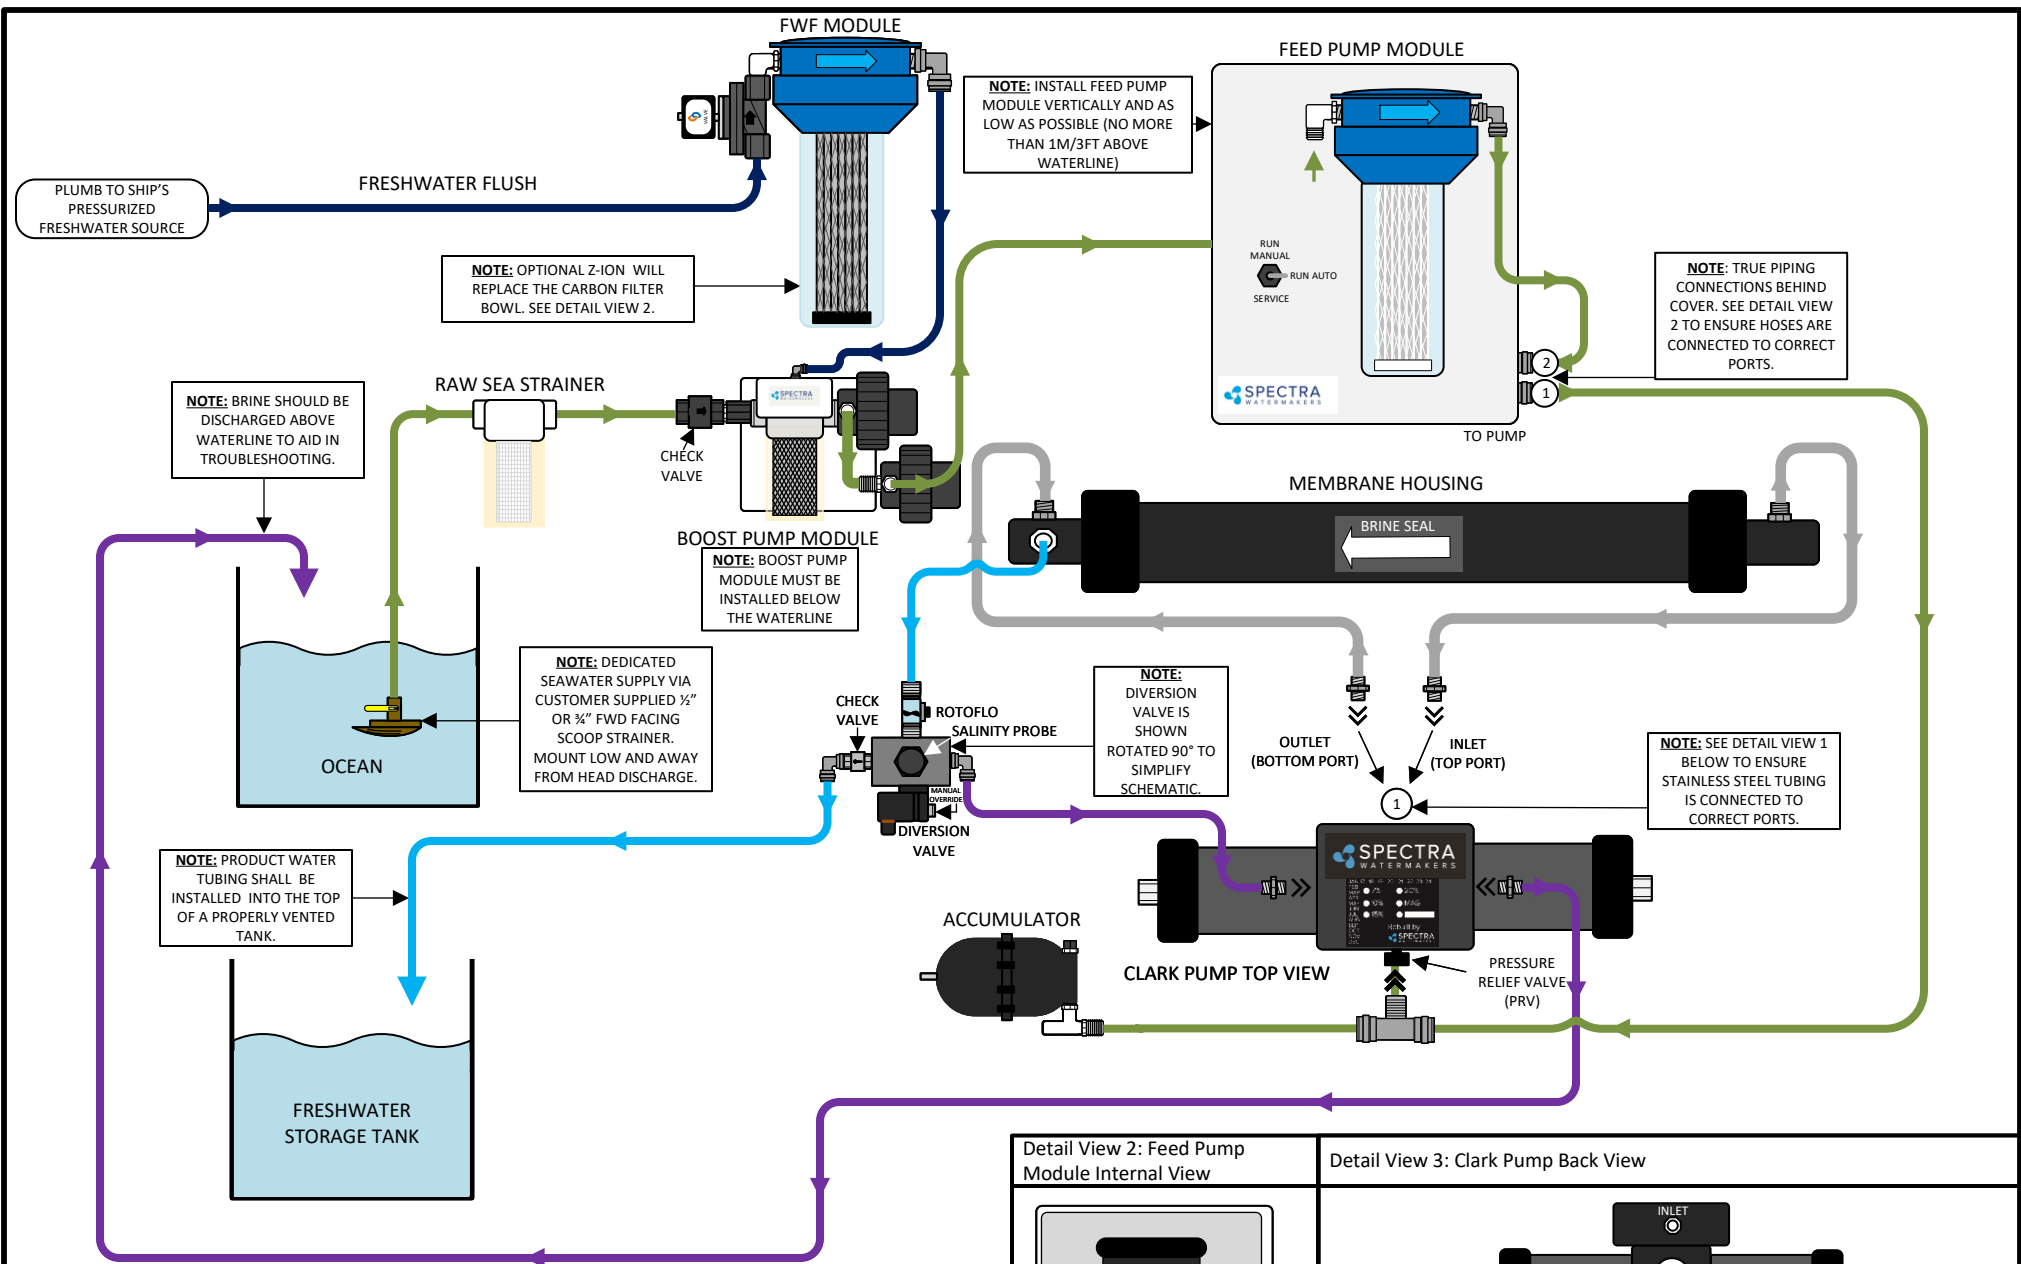 FWF MODULE
FEED PUMP MODULE
NOTE: INSTALL FEED PUMP
MODULE VERTICALLY AND AS
LOW AS POSSIBLE (NO MORE
THAN 1M/3FT ABOVE
WATERLINE)
VALVE
PLUMB TO SHIP'S
PRESSURIZED
FRESHWATER SOURCE
FRESHWATER FLUSH
RUN
MANUAL
RUN AUTO
SERVICE
NOTE: OPTIONAL Z-ION WILL
REPLACE THE CARBON FILTER
BOWL. SEE DETAIL VIEW 2.
NOTE: TRUE PIPING
CONNECTIONS BEHIND
COVER. SEE DETAIL VIEW
2 TO ENSURE HOSES ARE
CONNECTED TO CORRECT
PORTS.
2
1
SPECTRA
WATERMAKERS
TO PUMP
RAW SEA STRAINER
NOTE: BRINE SHOULD BE
DISCHARGED ABOVE
WATERLINE TO AID IN
TROUBLESHOOTING.
SPECTRA
CHECK
VALVE
BOOST PUMP MODULE
NOTE: BOOST PUMP
MODULE MUST BE
INSTALLED BELOW
THE WATERLINE
MEMBRANE HOUSING
BRINE SEAL
NOTE: DEDICATED
SEAWATER SUPPLY VIA
CUSTOMER SUPPLIED ½”
OR ¾” FWD FACING
SCOOP STRAINER.
MOUNT LOW AND AWAY
FROM HEAD DISCHARGE.
OCEAN
CHECK
VALVE
ROTOFLO
SALINITY PROBE
MANUAL
OVERRIDE
DIVERSION
VALVE
NOTE:
DIVERSION
VALVE IS
SHOWN
ROTATED 90° TO
SIMPLIFY
SCHEMATIC.
OUTLET
(BOTTOM PORT)
INLET
(TOP PORT)
1
NOTE: SEE DETAIL VIEW 1
BELOW TO ENSURE
STAINLESS STEEL TUBING
IS CONNECTED TO
CORRECT PORTS.
NOTE: PRODUCT WATER
TUBING SHALL BE
INSTALLED INTO THE TOP
OF A PROPERLY VENTED
TANK.
SPECTRA
WATERMAKERS
7%
20%
10%
MAG
15%
Rebuilt by
SPECTRA
ACCUMULATOR
CLARK PUMP TOP VIEW
PRESSURE
RELIEF VALVE
(PRV)
FRESHWATER
STORAGE TANK
Detail View 2: Feed Pump
Module Internal View
Detail View 3: Clark Pump Back View
INLET